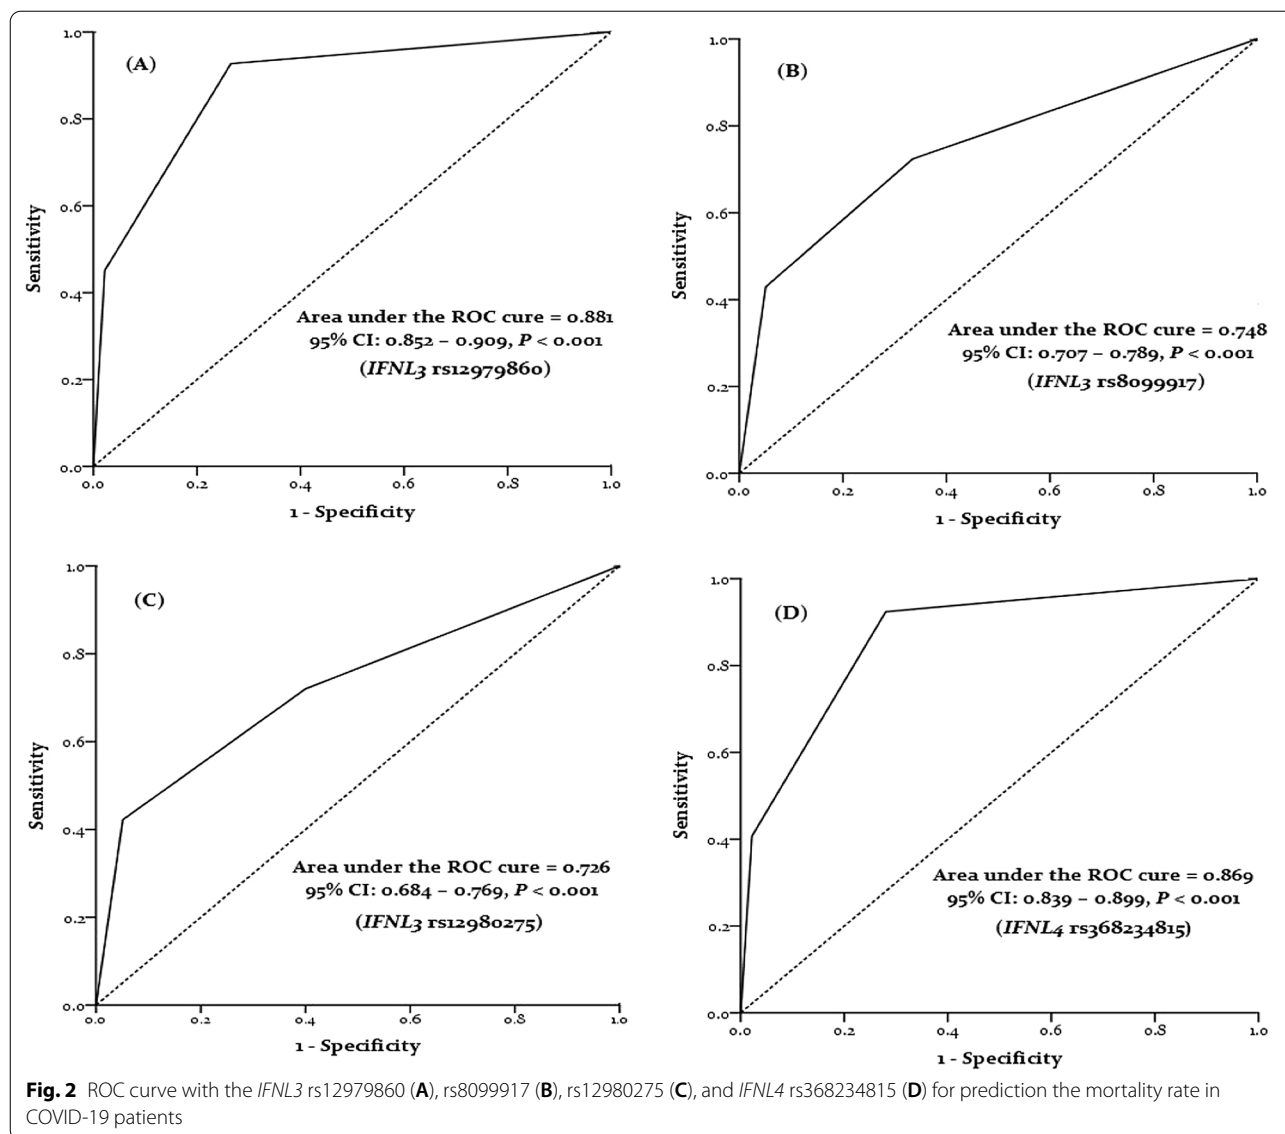 (A)
1.0
0.8
0.6
0.4
0.2
0.0
Sensitivity
Area under the ROC cure = 0.881
95% CI: 0.852 – 0.909, P < 0.001
(IFNL3 rs12979860)
0.0 0.2 0.4 0.6 0.8 1.0
1 - Specificity
(B)
1.0
0.8
0.6
0.4
0.2
0.0
Sensitivity
Area under the ROC cure = 0.748
95% CI: 0.707 – 0.789, P < 0.001
(IFNL3 rs8099917)
0.0 0.2 0.4 0.6 0.8 1.0
1 - Specificity
(C)
1.0
0.8
0.6
0.4
0.2
0.0
Sensitivity
Area under the ROC cure = 0.726
95% CI: 0.684 – 0.769, P < 0.001
(IFNL3 rs12980275)
0.0 0.2 0.4 0.6 0.8 1.0
1 - Specificity
(D)
1.0
0.8
0.6
0.4
0.2
0.0
Sensitivity
Area under the ROC cure = 0.869
95% CI: 0.839 – 0.899, P < 0.001
(IFNL4 rs368234815)
0.0 0.2 0.4 0.6 0.8 1.0
1 - Specificity
Fig. 2 ROC curve with the IFNL3 rs12979860 (A), rs8099917 (B), rs12980275 (C), and IFNL4 rs368234815 (D) for prediction the mortality rate in
COVID-19 patients